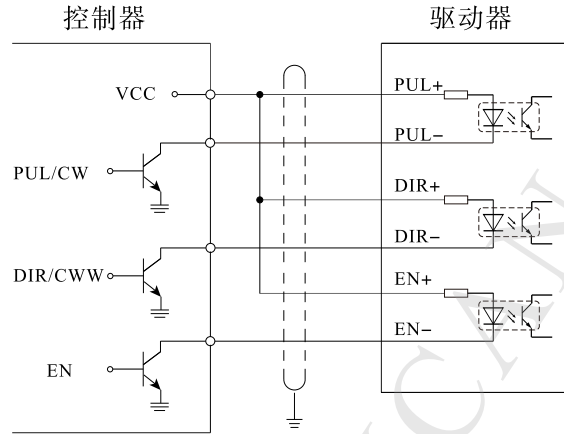 控制器
驱动器
VCC
PUL+
PUL−
PUL/CW
DIR+
DIR−
DIR/CWW
EN+
EN−
EN